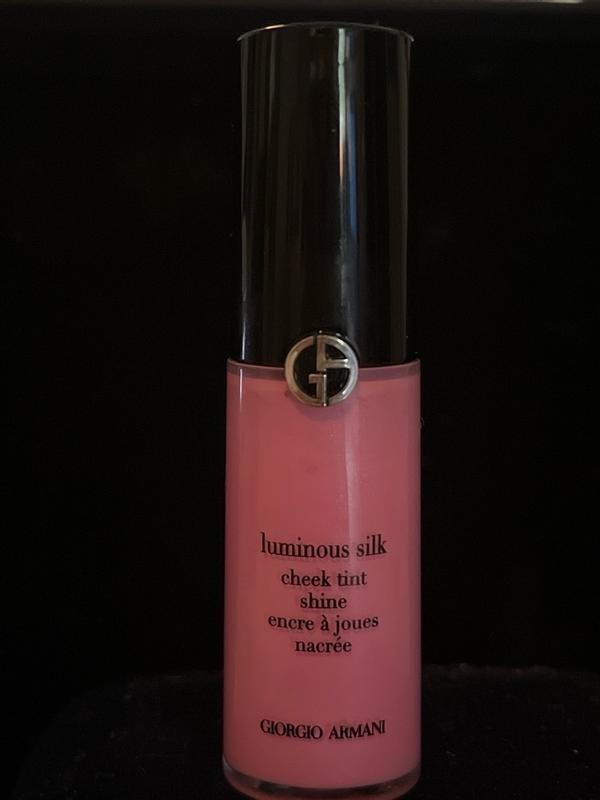 luminous silk
cheek tint
shine
encre à joues
nacrée
GIORGIO ARMANI